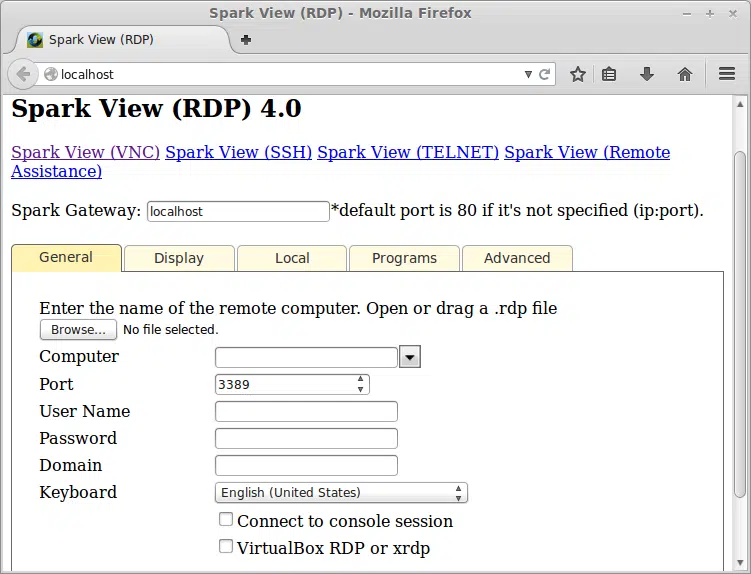 Spark View (RDP) - Mozilla Firefox
Spark View (RDP)
localhost
Spark View (RDP) 4.0
Spark View (VNC) Spark View (SSH) Spark View (TELNET) Spark View (Remote
Assistance)
Spark Gateway: localhost *default port is 80 if it's not specified (ip:port).
General Display Local Programs Advanced
Enter the name of the remote computer. Open or drag a .rdp file
Browse... No file selected.
Computer
Port 3389
User Name
Password
Domain
Keyboard English (United States)
Connect to console session
VirtualBox RDP or xrdp